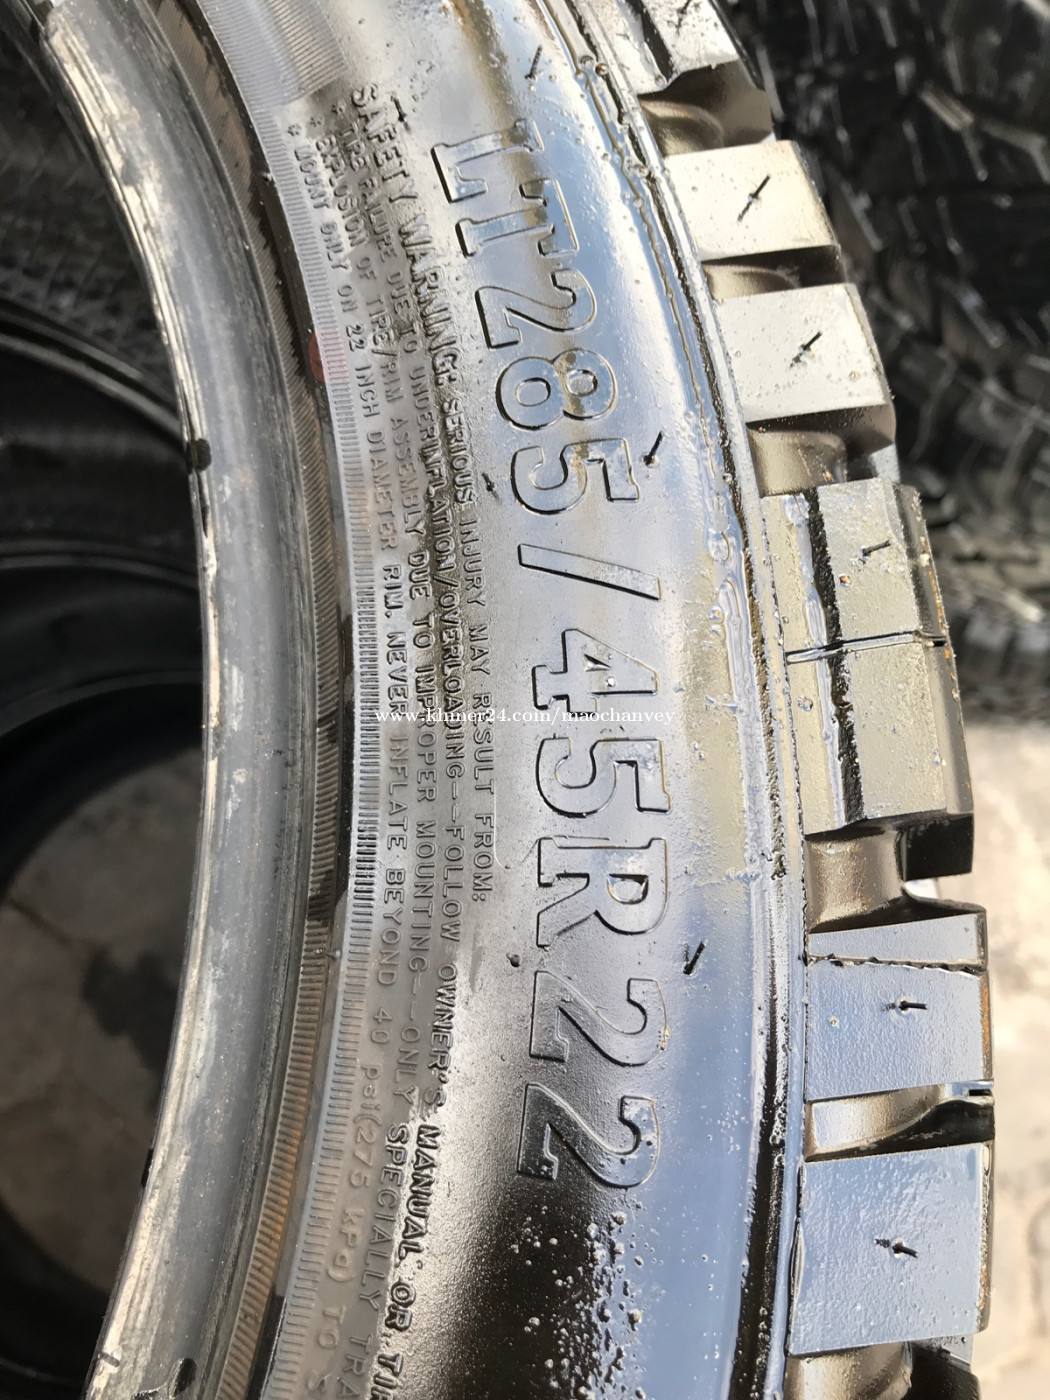 LT285/45R22
SAFETY WARNING: SERIOUS INJURY MAY RESULT FROM:
• TIRE FAILURE DUE TO UNDERINFLATION/OVERLOADING--FOLLOW OWNER'S MANUAL OR
• EXPLOSION OF TIRE/RIM ASSEMBLY DUE TO IMPROPER MOUNTING--ONLY SPECIALLY
• MOUNT ONLY ON 22 INCH DIAMETER RIM. NEVER INFLATE BEYOND 40 psi(275 kPa) TO
www.khmer24.com/maochanvey